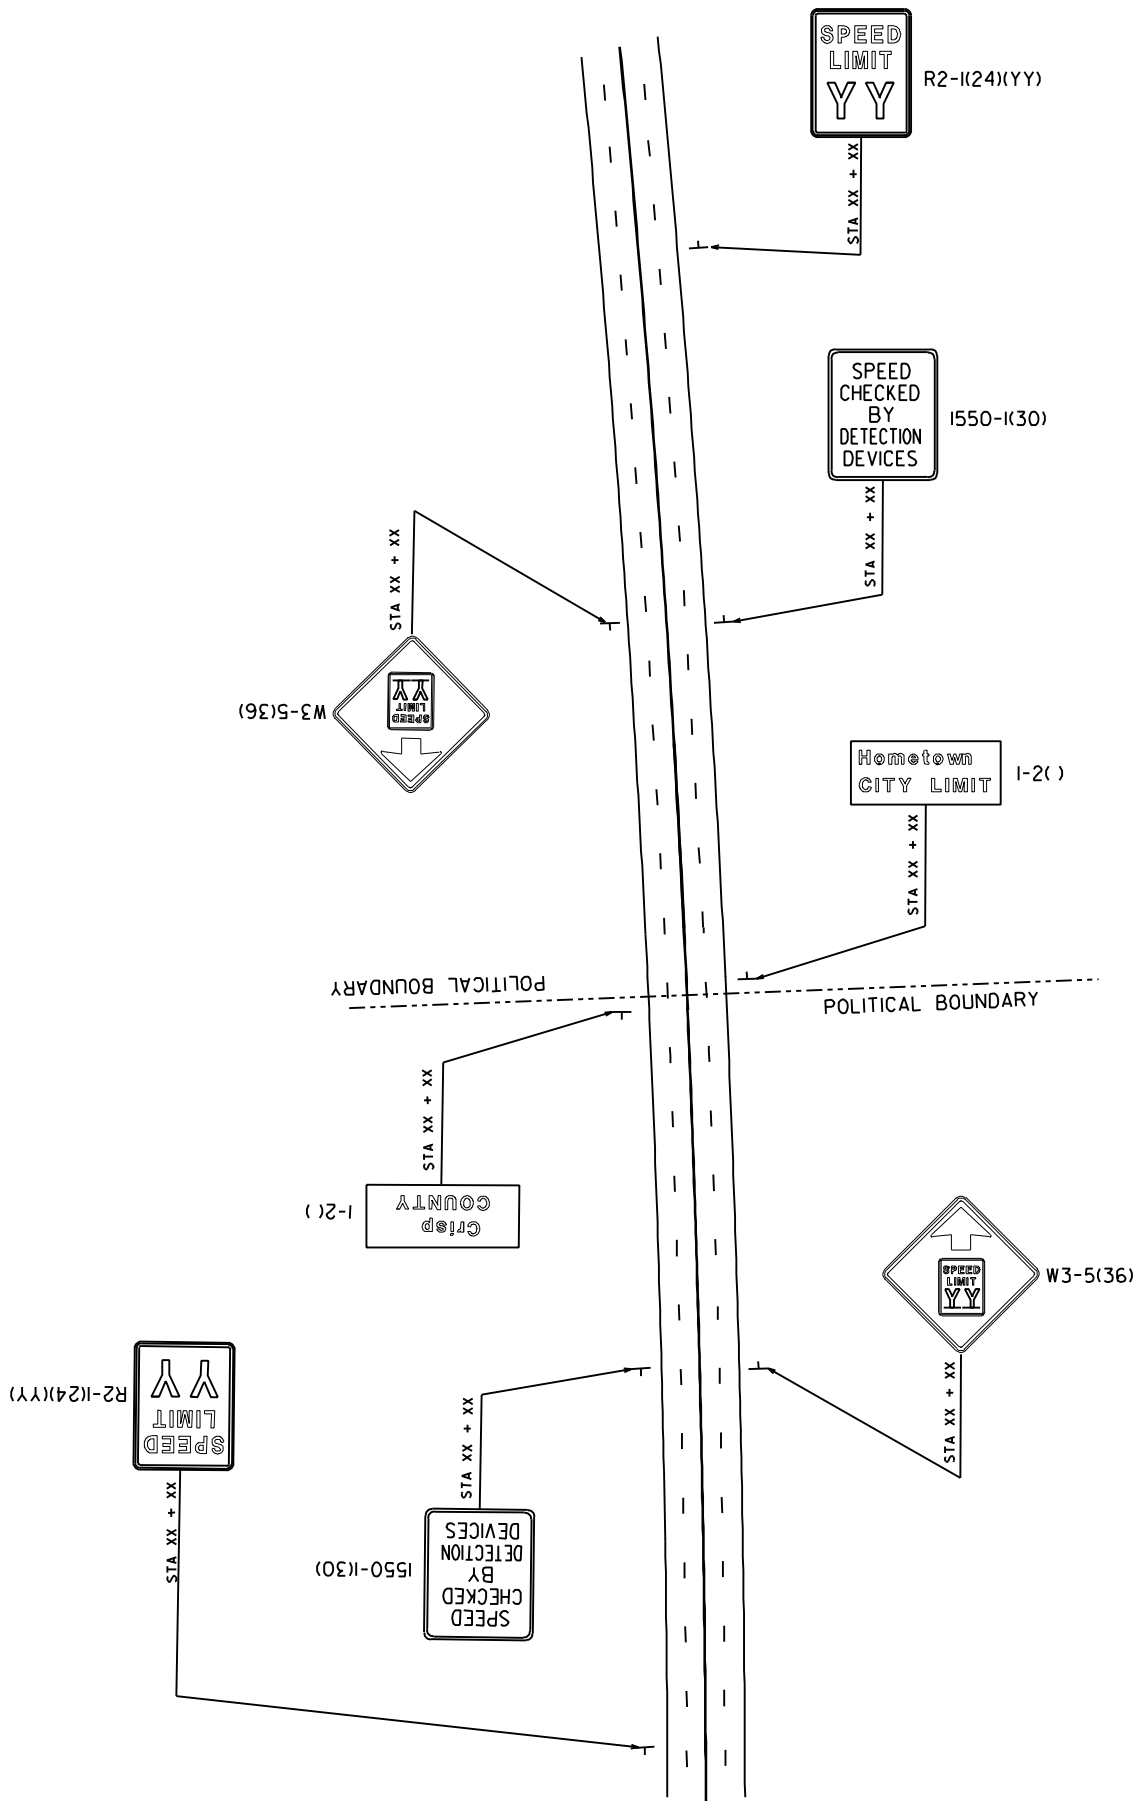 SPEED
LIMIT
YY
R2-1(24)(YY)
STA XX + XX
SPEED
CHECKED
BY
DETECTION
DEVICES
1550-1(30)
STA XX + XX
STA XX + XX
SPEED
LIMIT
YY
W3-5(36)
Hometown
CITY LIMIT
I-2( )
STA XX + XX
POLITICAL BOUNDARY
POLITICAL BOUNDARY
STA XX + XX
Crisp
COUNTY
I-2( )
SPEED
LIMIT
YY
W3-5(36)
STA XX + XX
SPEED
LIMIT
YY
R2-1(24)(YY)
STA XX + XX
STA XX + XX
SPEED
CHECKED
BY
DETECTION
DEVICES
1550-1(30)